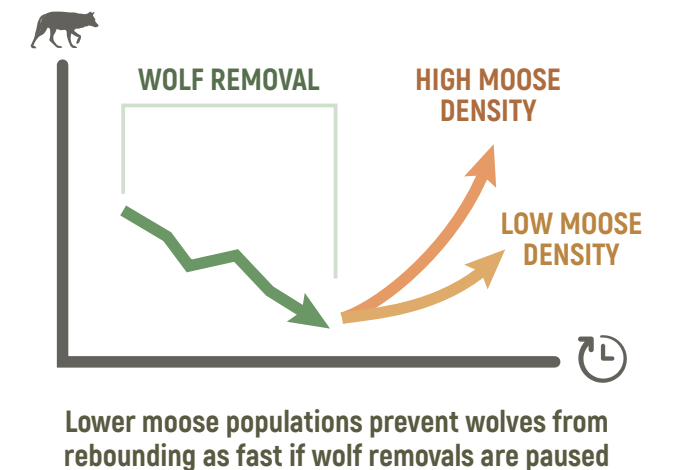 WOLF REMOVAL
HIGH MOOSE
DENSITY
LOW MOOSE
DENSITY
Lower moose populations prevent wolves from
rebounding as fast if wolf removals are paused